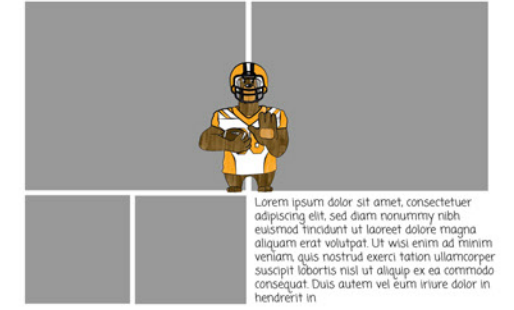 Lorem ipsum dolor sit amet, consectetuer
adipiscing elit, sed diam nonummy nibh
euismod tincidunt ut laoreet dolore magna
aliquam erat volutpat. Ut wisi enim ad minim
veniam, quis nostrud exerci tation ullamcorper
suscipit lobortis nisl ut aliquip ex ea commodo
consequat. Duis autem vel eum iriure dolor in
hendrerit in